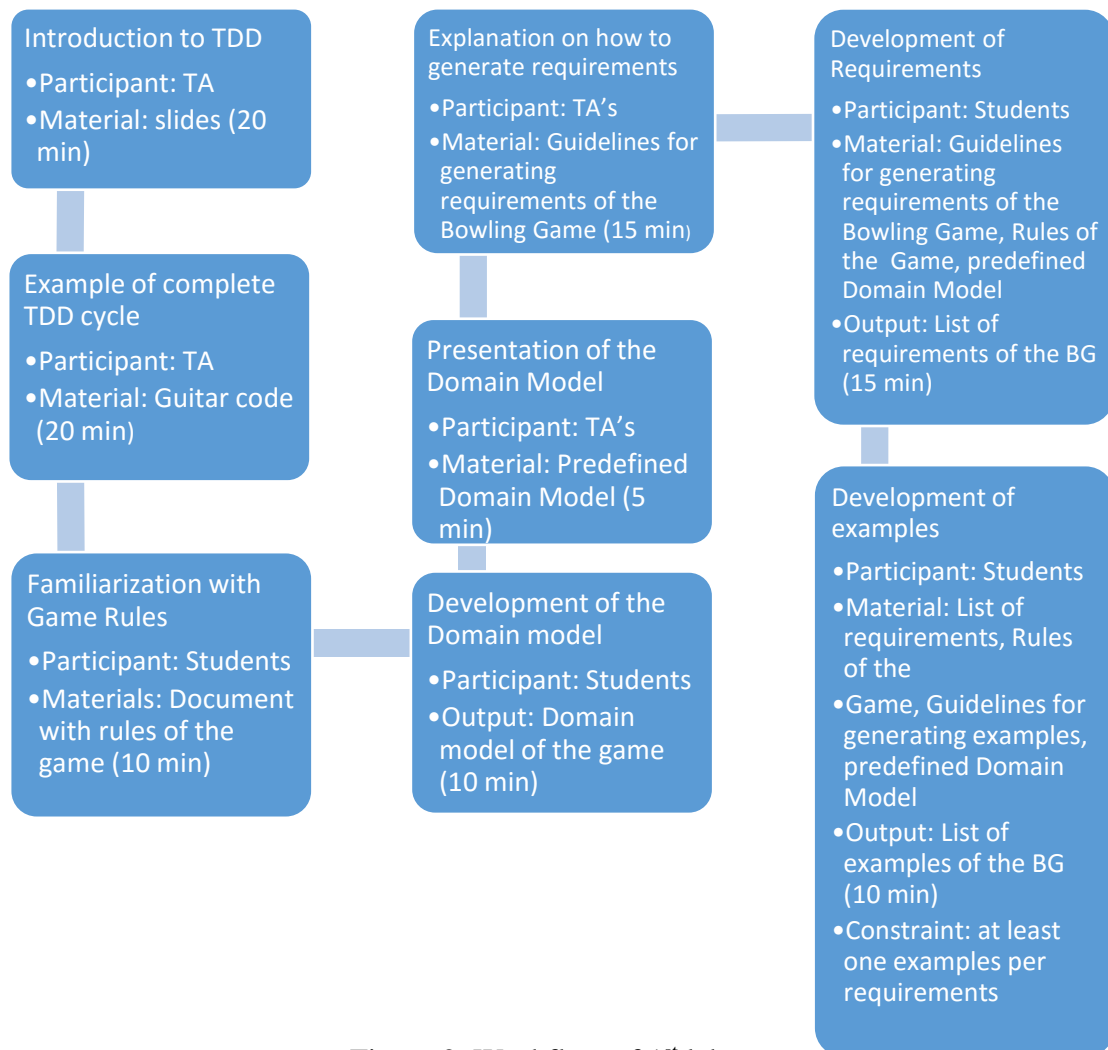 Introduction to TDD
•Participant: TA
•Material: slides (20
min)
Example of complete
TDD cycle
•Participant: TA
•Material: Guitar code
(20 min)
Familiarization with
Game Rules
•Participant: Students
•Materials: Document
with rules of the
game (10 min)
Development of the
Domain model
•Participant: Students
•Output: Domain
model of the game
(10 min)
Presentation of the
Domain Model
•Participant: TA’s
•Material: Predefined
Domain Model (5
min)
Explanation on how to
generate requirements
•Participant: TA’s
•Material: Guidelines for
generating
requirements of the
Bowling Game (15 min)
Development of
Requirements
•Participant: Students
•Material: Guidelines
for generating
requirements of the
Bowling Game, Rules of
the Game, predefined
Domain Model
•Output: List of
requirements of the BG
(15 min)
Development of
examples
•Participant: Students
•Material: List of
requirements, Rules
of the
•Game, Guidelines for
generating examples,
predefined Domain
Model
•Output: List of
examples of the BG
(10 min)
•Constraint: at least
one examples per
requirements